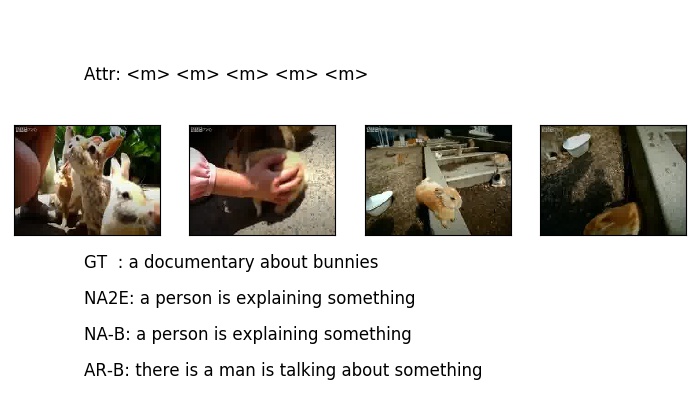 Attr: <m> <m> <m> <m> <m>
GT  : a documentary about bunnies
NA2E: a person is explaining something
NA-B: a person is explaining something
AR-B: there is a man is talking about something